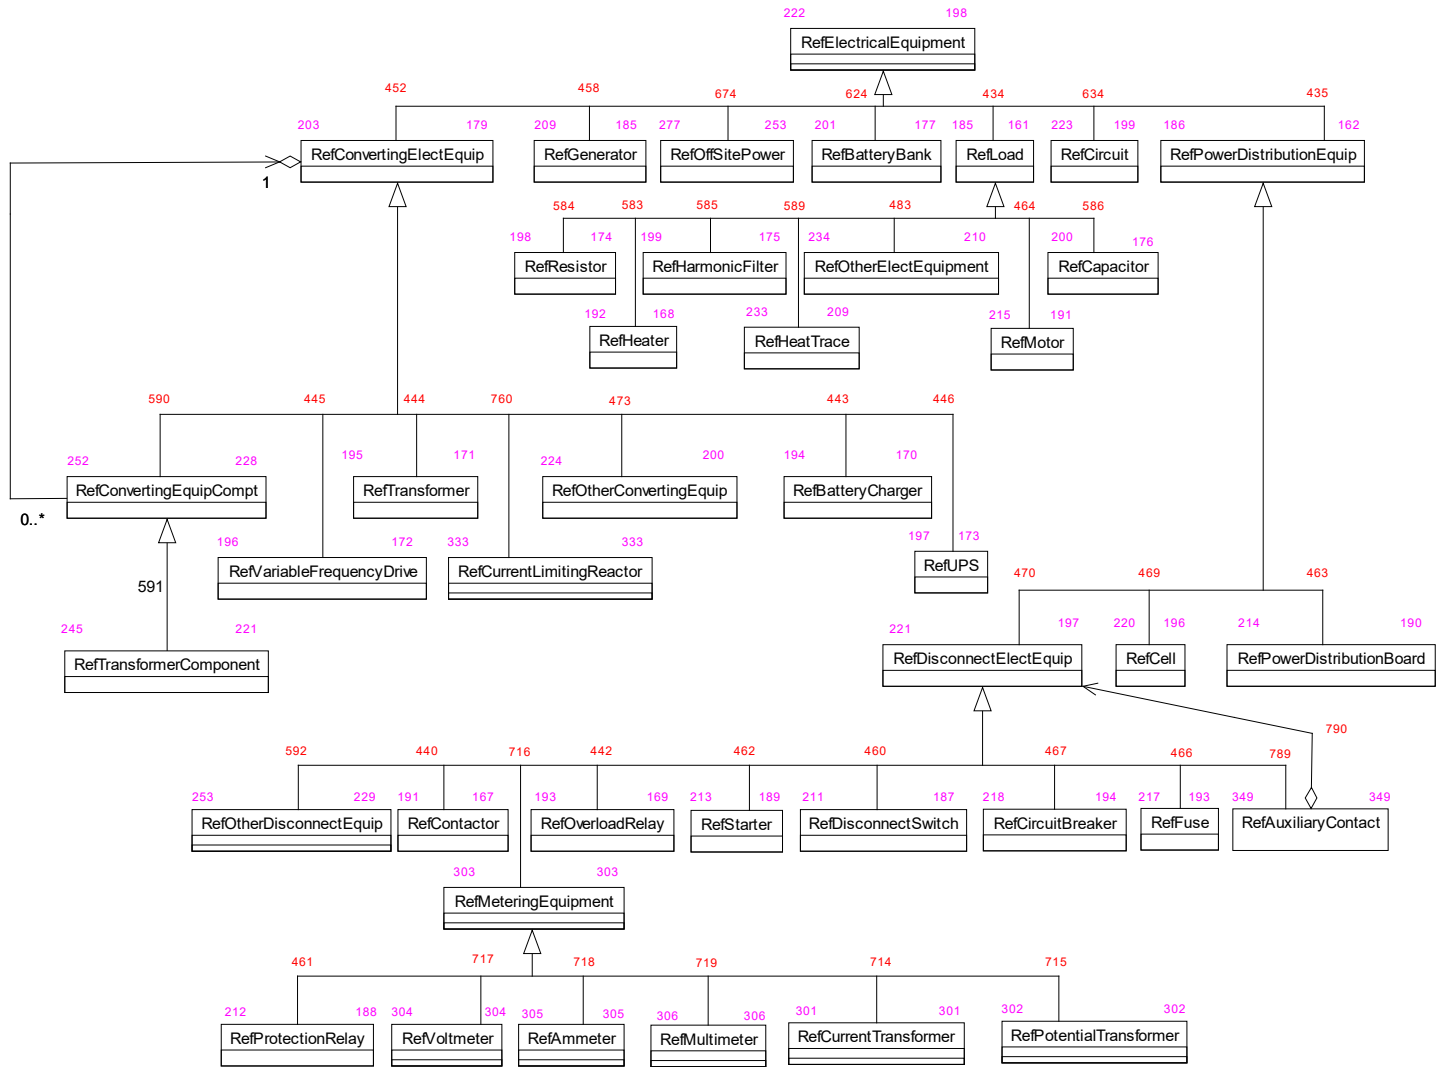 222 198
RefElectricalEquipment
452 458 674 624 434 634 435
203 179 209 185 277 253 201 177 185 161 223 199 186 162
RefConvertingElectEquip RefGenerator RefOffSitePower RefBatteryBank RefLoad RefCircuit RefPowerDistributionEquip
1
584 583 585 589 483 464 586
198 174 199 175 234 210 200 176
RefResistor RefHarmonicFilter RefOtherElectEquipment RefCapacitor
192 168 233 209 215 191
RefHeater RefHeatTrace RefMotor
590 445 444 760 473 443 446
252 228 195 171 224 200 194 170
RefConvertingEquipCompt RefTransformer RefOtherConvertingEquip RefBatteryCharger
0..*
196 172 333 333 197 173
RefVariableFrequencyDrive RefCurrentLimitingReactor RefUPS
591
470 469 463
245 221 221 197 220 196 214 190
RefTransformerComponent RefDisconnectElectEquip RefCell RefPowerDistributionBoard
790
592 440 716 442 462 460 467 466 789
253 229 191 167 193 169 213 189 211 187 218 194 217 193 349 349
RefOtherDisconnectEquip RefContactor RefOverloadRelay RefStarter RefDisconnectSwitch RefCircuitBreaker RefFuse RefAuxiliaryContact
303 303
RefMeteringEquipment
461 717 718 719 714 715
212 188 304 304 305 305 306 306 301 301 302 302
RefProtectionRelay RefVoltmeter RefAmmeter RefMultimeter RefCurrentTransformer RefPotentialTransformer